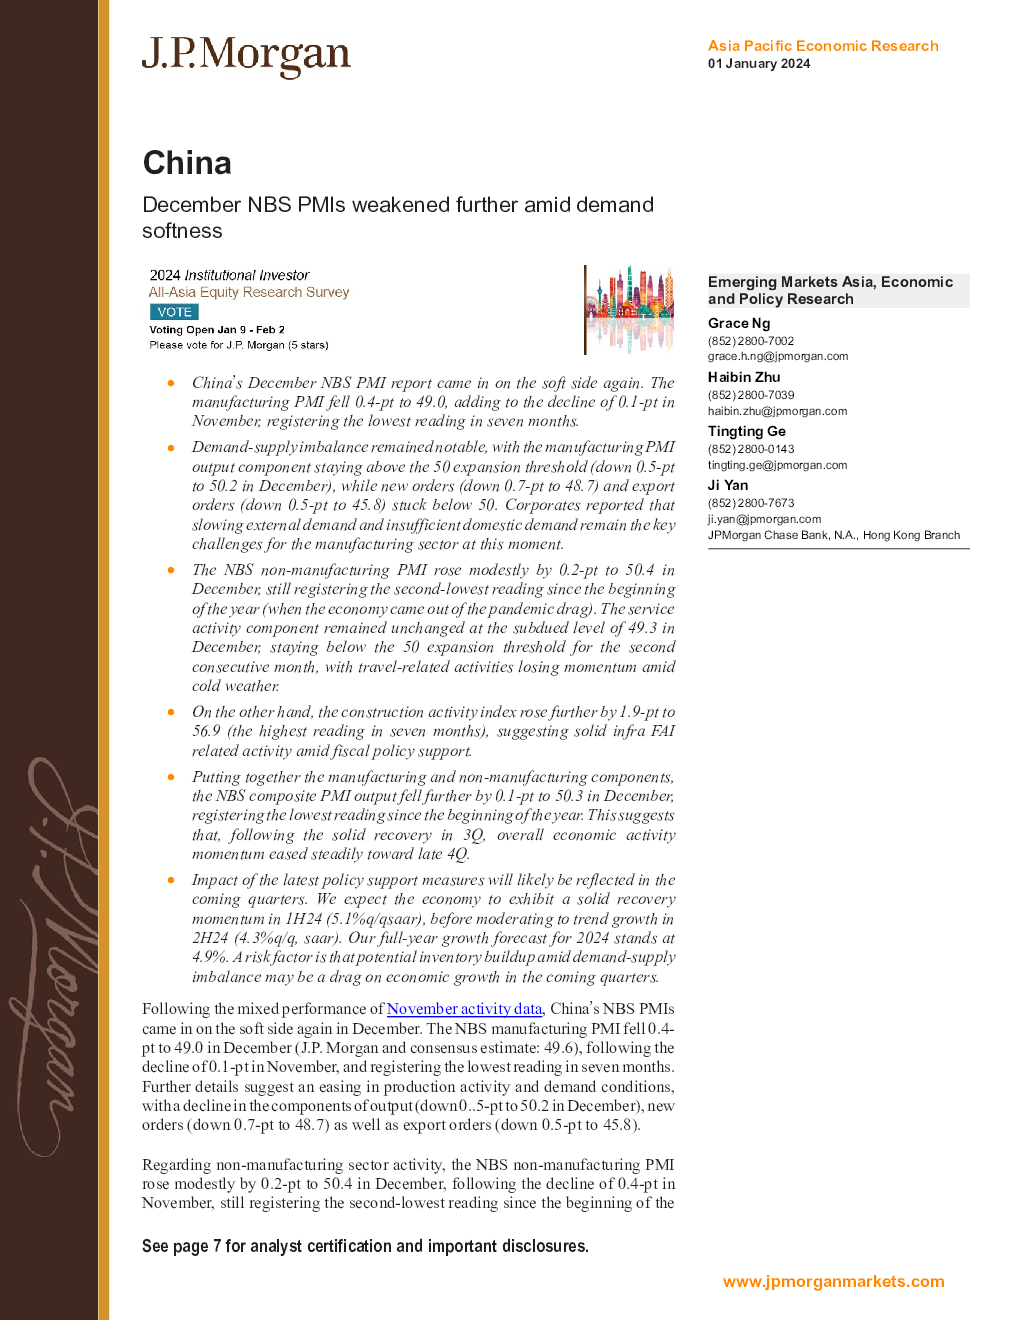 J.P.Morgan
Asia Pacific Economic Research
01 January 2024
China
December NBS PMIs weakened further amid demand
softness
2024 Institutional Investor
All-Asia Equity Research Survey
VOTE
Voting Open Jan 9 - Feb 2
Please vote for J.P. Morgan (5 stars)
• China's December NBS PMI report came in on the soft side again. The
manufacturing PMI fell 0.4-pt to 49.0, adding to the decline of 0.1-pt in
November, registering the lowest reading in seven months.
• Demand-supply imbalance remained notable, with the manufacturing PMI
output component staying above the 50 expansion threshold (down 0.5-pt
to 50.2 in December), while new orders (down 0.7-pt to 48.7) and export
orders (down 0.5-pt to 45.8) stuck below 50. Corporates reported that
slowing external demand and insufficient domestic demand remain the key
challenges for the manufacturing sector at this moment.
• The NBS non-manufacturing PMI rose modestly by 0.2-pt to 50.4 in
December, still registering the second-lowest reading since the beginning
of the year (when the economy came out of the pandemic drag). The service
activity component remained unchanged at the subdued level of 49.3 in
December, staying below the 50 expansion threshold for the second
consecutive month, with travel-related activities losing momentum amid
cold weather.
• On the other hand, the construction activity index rose further by 1.9-pt to
56.9 (the highest reading in seven months), suggesting solid infra FAI
related activity amid fiscal policy support.
• Putting together the manufacturing and non-manufacturing components,
the NBS composite PMI output fell further by 0.1-pt to 50.3 in December,
registering the lowest reading since the beginning of the year. This suggests
that, following the solid recovery in 3Q, overall economic activity
momentum eased steadily toward late 4Q.
• Impact of the latest policy support measures will likely be reflected in the
coming quarters. We expect the economy to exhibit a solid recovery
momentum in 1H24 (5.1%q/qsaar), before moderating to trend growth in
2H24 (4.3%q/q, saar). Our full-year growth forecast for 2024 stands at
4.9%. A risk factor is that potential inventory buildup amid demand-supply
imbalance may be a drag on economic growth in the coming quarters.
Following the mixed performance of November activity data, China's NBS PMIs
came in on the soft side again in December. The NBS manufacturing PMI fell 0.4-
pt to 49.0 in December (J.P. Morgan and consensus estimate: 49.6), following the
decline of 0.1-pt in November, and registering the lowest reading in seven months.
Further details suggest an easing in production activity and demand conditions,
with a decline in the components of output (down 0..5-pt to 50.2 in December), new
orders (down 0.7-pt to 48.7) as well as export orders (down 0.5-pt to 45.8).
Regarding non-manufacturing sector activity, the NBS non-manufacturing PMI
rose modestly by 0.2-pt to 50.4 in December, following the decline of 0.4-pt in
November, still registering the second-lowest reading since the beginning of the
Emerging Markets Asia, Economic
and Policy Research
Grace Ng
(852) 2800-7002
grace.h.ng@jpmorgan.com
Haibin Zhu
(852) 2800-7039
haibin.zhu@jpmorgan.com
Tingting Ge
(852) 2800-0143
tingting.ge@jpmorgan.com
Ji Yan
(852) 2800-7673
ji.yan@jpmorgan.com
JPMorgan Chase Bank, N.A., Hong Kong Branch
J.P.Morgan
See page 7 for analyst certification and important disclosures.
www.jpmorganmarkets.com